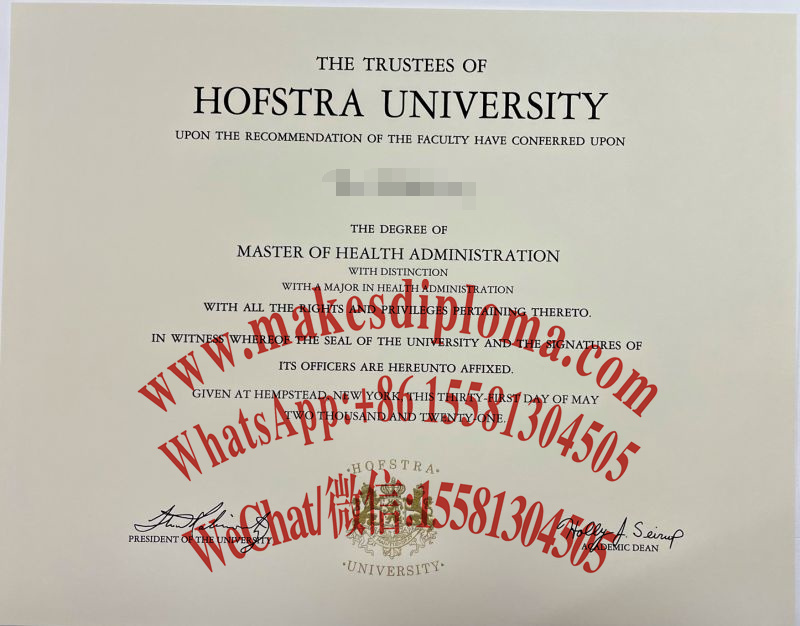 THE TRUSTEES OF
HOFSTRA UNIVERSITY
UPON THE RECOMMENDATION OF THE FACULTY HAVE CONFERRED UPON
THE DEGREE OF
MASTER OF HEALTH ADMINISTRATION
WITH DISTINCTION
WITH A MAJOR IN HEALTH ADMINISTRATION
WITH ALL THE RIGHTS AND PRIVILEGES PERTAINING THERETO.
IN WITNESS WHEREOF THE SEAL OF THE UNIVERSITY AND THE SIGNATURES OF
ITS OFFICERS ARE HEREUNTO AFFIXED.
GIVEN AT HEMPSTEAD, NEW YORK, THIS THIRTY-FIRST DAY OF MAY
TWO THOUSAND AND TWENTY-ONE.
www.makesdiploma.com
WhatsApp:+86 15581304505
WeChat/微信:15581304505
·HOFSTRA·
·UNIVERSITY·
PRESIDENT OF THE UNIVERSITY
Holly J. Seirup
ACADEMIC DEAN